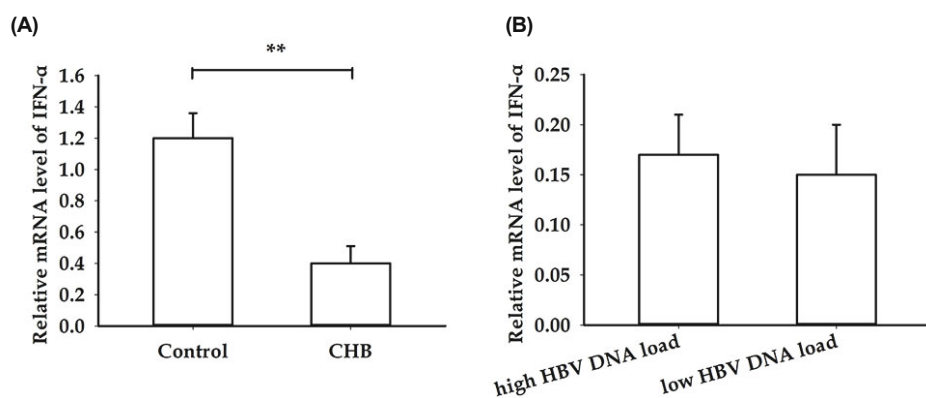 (A)
**
Relative mRNA level of IFN-α
1.6
1.4
1.2
1.0
0.8
0.6
0.4
0.2
0.0
Control
CHB
(B)
Relative mRNA level of IFN-α
0.25
0.20
0.15
0.10
0.05
0.00
high HBV DNA load
low HBV DNA load